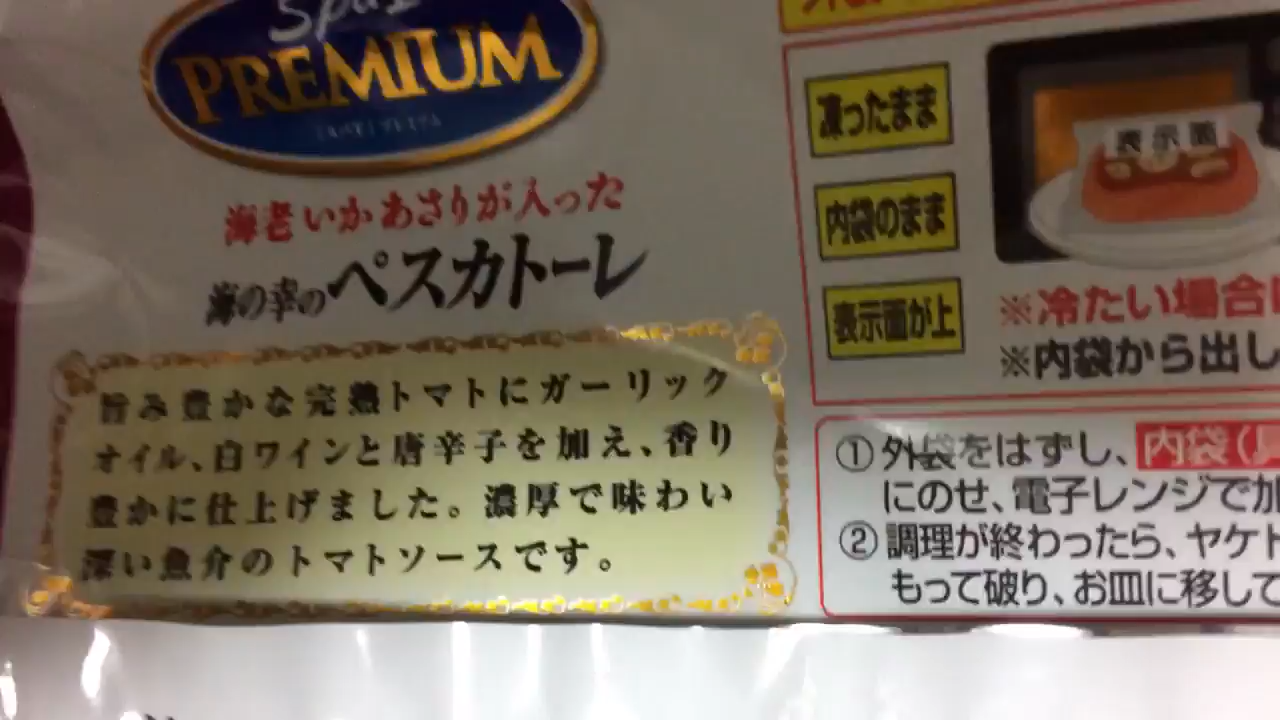 PREMIUM
海老いかあさりが入った
海の幸のペスカトーレ
旨み豊かな完熟トマトにガーリック
オイル、白ワインと唐辛子を加え、香り
豊かに仕上げました。濃厚で味わい
深い魚介のトマトソースです。
凍ったまま
内袋のまま
表示面が上
表示面
※冷たい場合
※内袋から出し
①外袋をはずし、内袋(
にのせ、電子レンジで加
②調理が終わったら、ヤケト
もって破り、お皿に移して